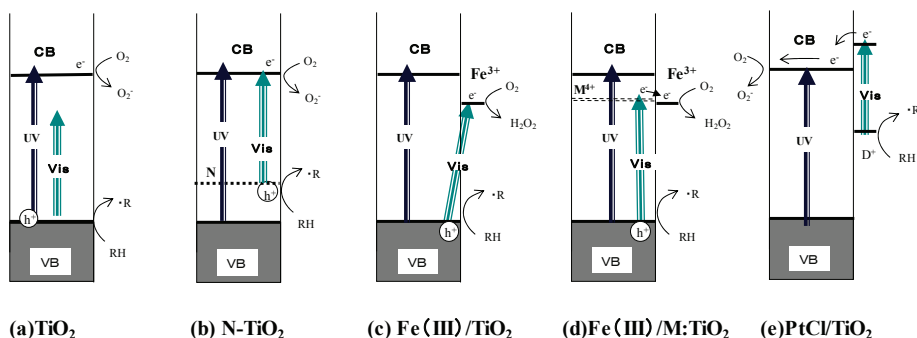 CB
e⁻
O₂
O₂⁻
UV
Vis
h⁺
·R
RH
VB
(a)TiO₂
CB
e⁻
O₂
O₂⁻
UV
Vis
N
h⁺
·R
RH
VB
(b) N-TiO₂
CB
Fe³⁺
e⁻
O₂
H₂O₂
UV
Vis
h⁺
·R
RH
VB
(c) Fe(III)/TiO₂
CB
Fe³⁺
M⁴⁺
e⁻
e⁻
O₂
H₂O₂
UV
Vis
h⁺
·R
RH
VB
(d)Fe(III)/M:TiO₂
CB
e⁻
e⁻
O₂
O₂⁻
Vis
UV
·R
D⁺
RH
VB
(e)PtCl/TiO₂